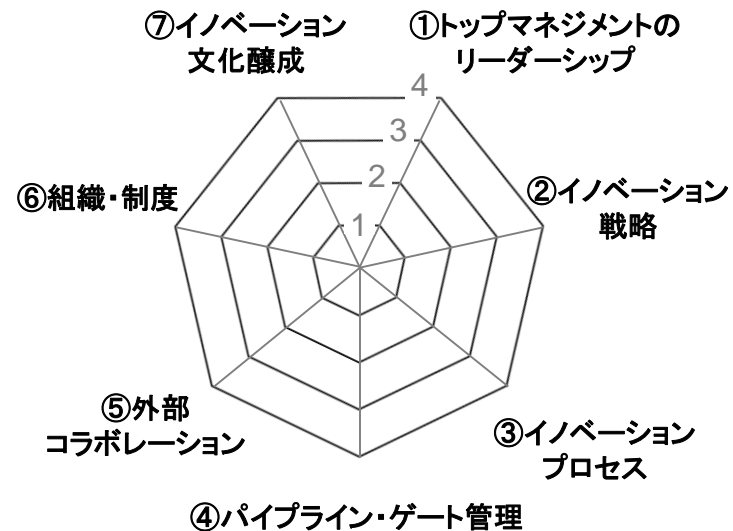 ⑦イノベーション
文化醸成
①トップマネジメントの
リーダーシップ
4
3
2
1
⑥組織・制度
②イノベーション
戦略
⑤外部
コラボレーション
③イノベーション
プロセス
④パイプライン・ゲート管理